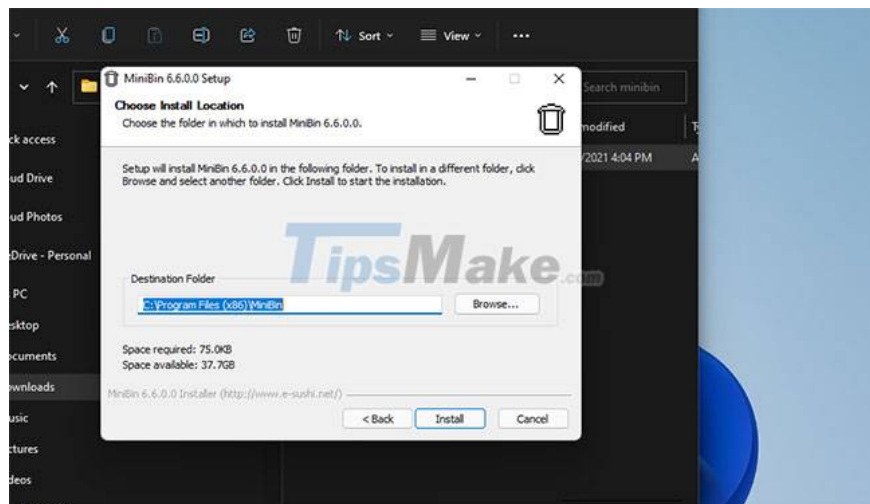 Sort
View
MiniBin 6.6.0.0 Setup
Search minibin
Choose Install Location
Choose the folder in which to install MiniBin 6.6.0.0.
modified
ck access
/2021 4:04 PM
A
Setup will install MiniBin 6.6.0.0 in the following folder. To install in a different folder, click
Browse and select another folder. Click Install to start the installation.
ud Drive
ud Photos
TipsMake.com
eDrive - Personal
Destination Folder
PC
C:\Program Files (x86)\MiniBin
Browse...
sktop
Space required: 75.0KB
ocuments
Space available: 37.7GB
ownloads
MiniBin 6.6.0.0 Installer (http://www.e-sushi.net/)
usic
< Back
Install
Cancel
ctures
deos